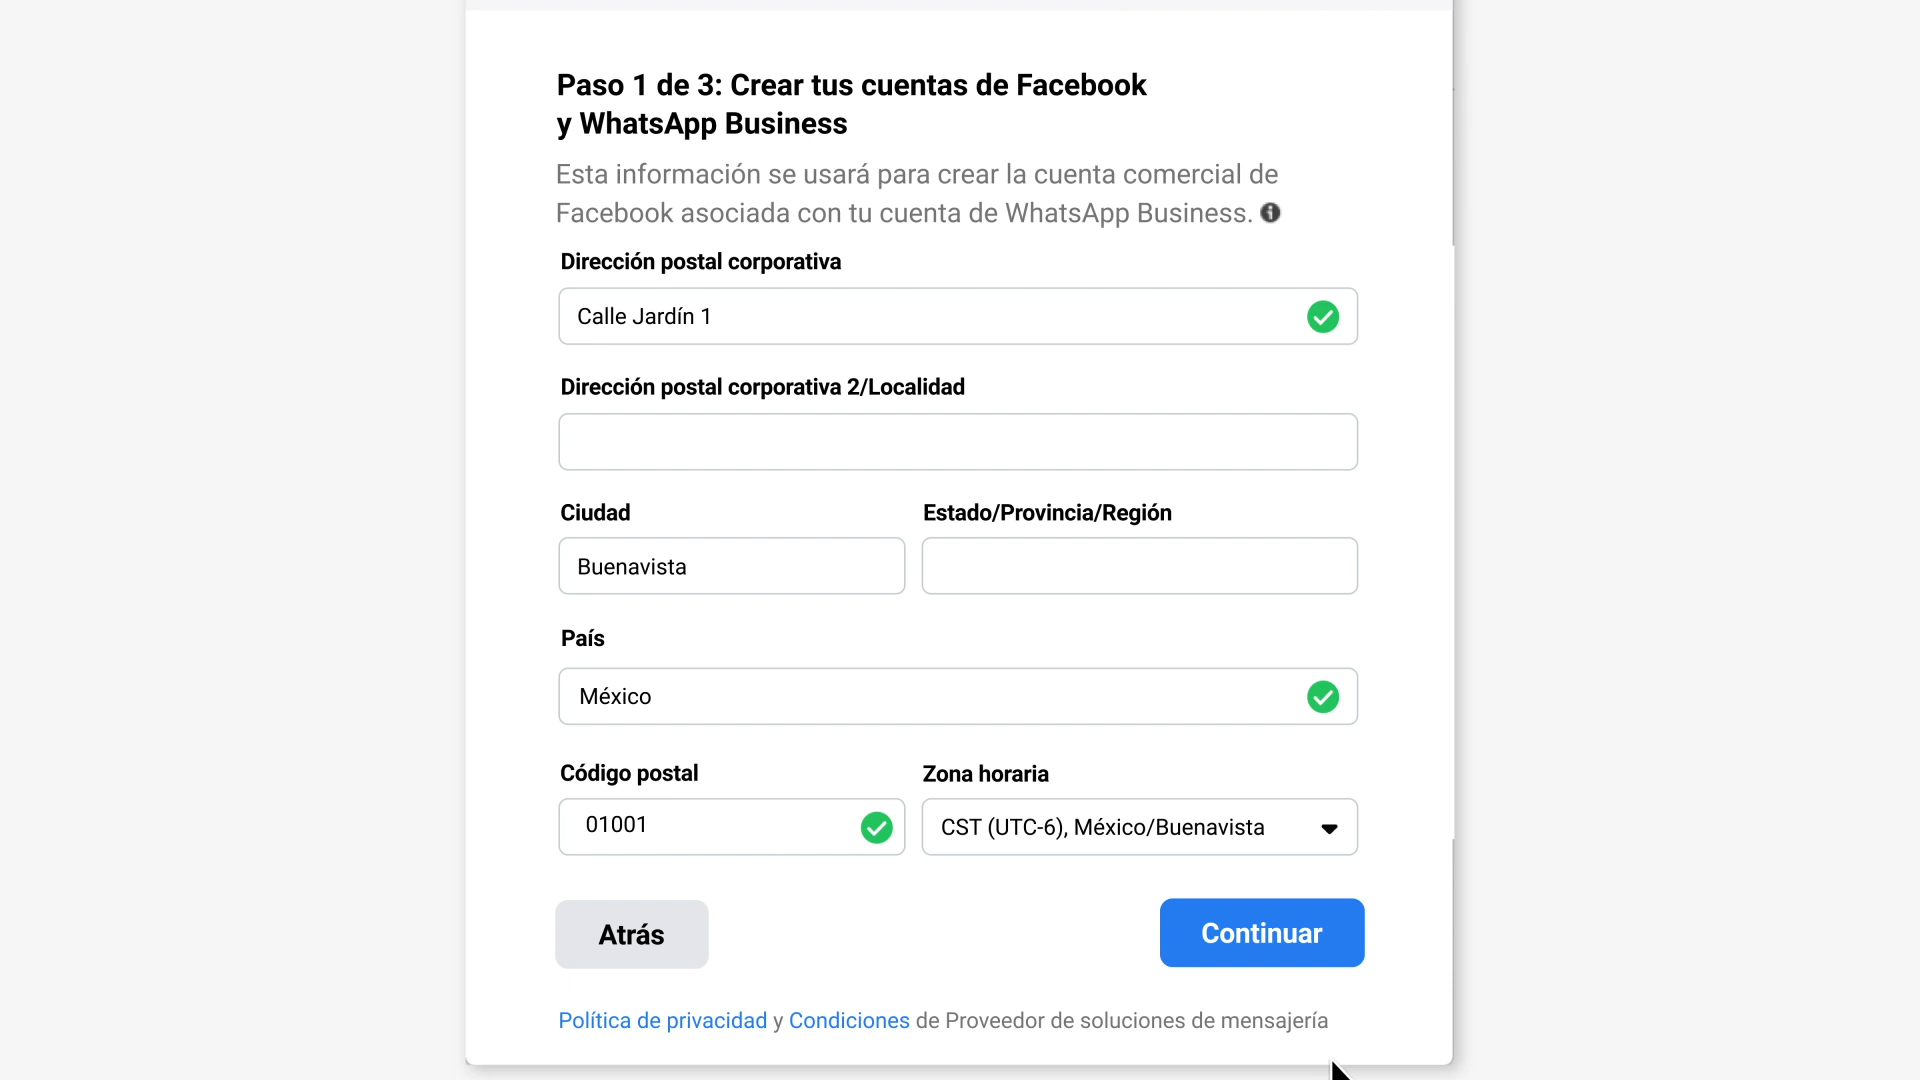 Paso 1 de 3: Crear tus cuentas de Facebook
y WhatsApp Business
Esta información se usará para crear la cuenta comercial de
Facebook asociada con tu cuenta de WhatsApp Business.
Dirección postal corporativa
Calle Jardín 1
Dirección postal corporativa 2/Localidad
Ciudad
Estado/Provincia/Región
Buenavista
País
México
Código postal
Zona horaria
01001
CST (UTC-6), México/Buenavista
Atrás
Continuar
Política de privacidad y Condiciones de Proveedor de soluciones de mensajería